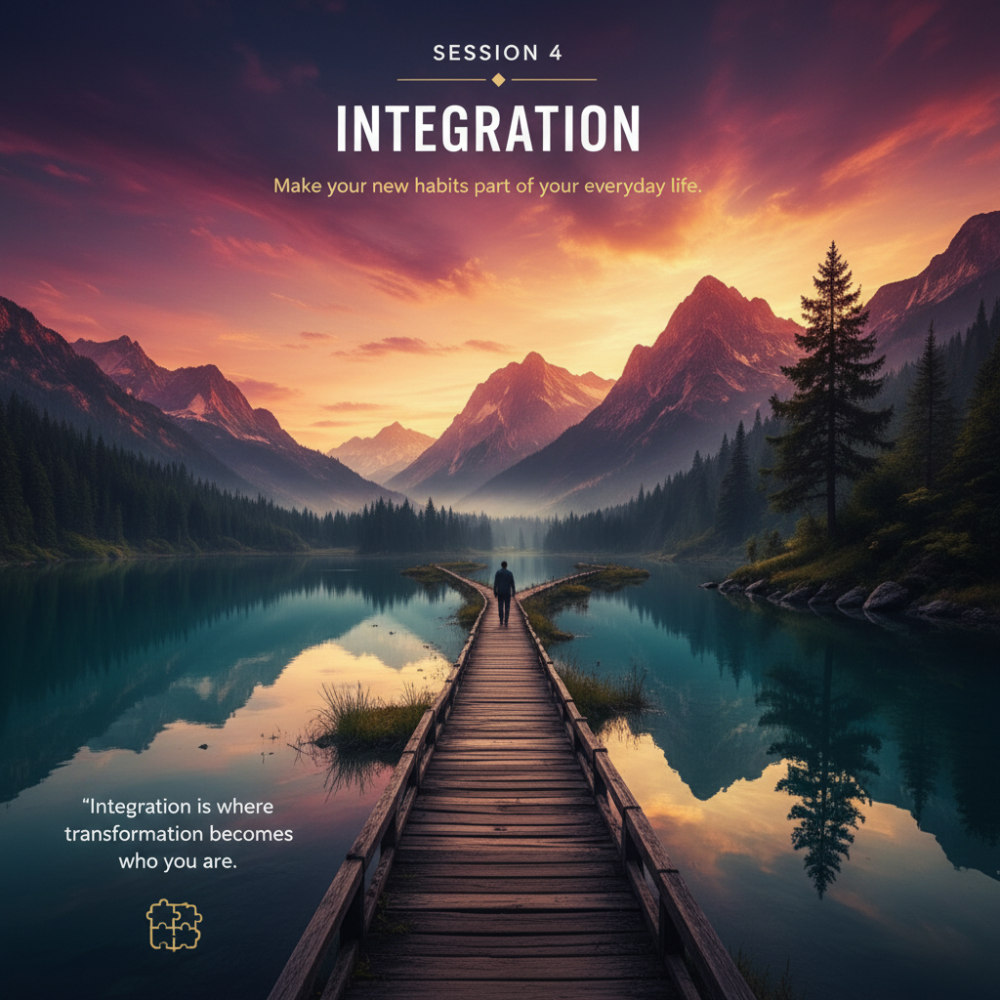 SESSION 4
INTEGRATION
Make your new habits part of your everyday life.
“Integration is where
transformation becomes
who you are.